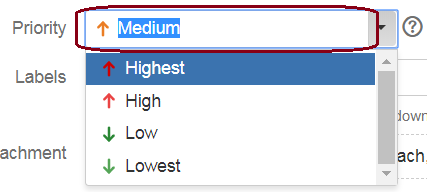 Priority Medium
Labels Highest
High
down
Low
achment ach,
Lowest